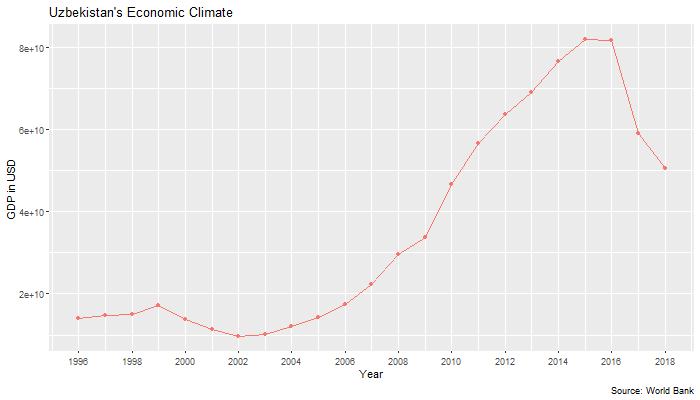 Uzbekistan's Economic Climate
GDP in USD
8e+10
6e+10
4e+10
2e+10
1996 1998 2000 2002 2004 2006 2008 2010 2012 2014 2016 2018
Year
Source: World Bank